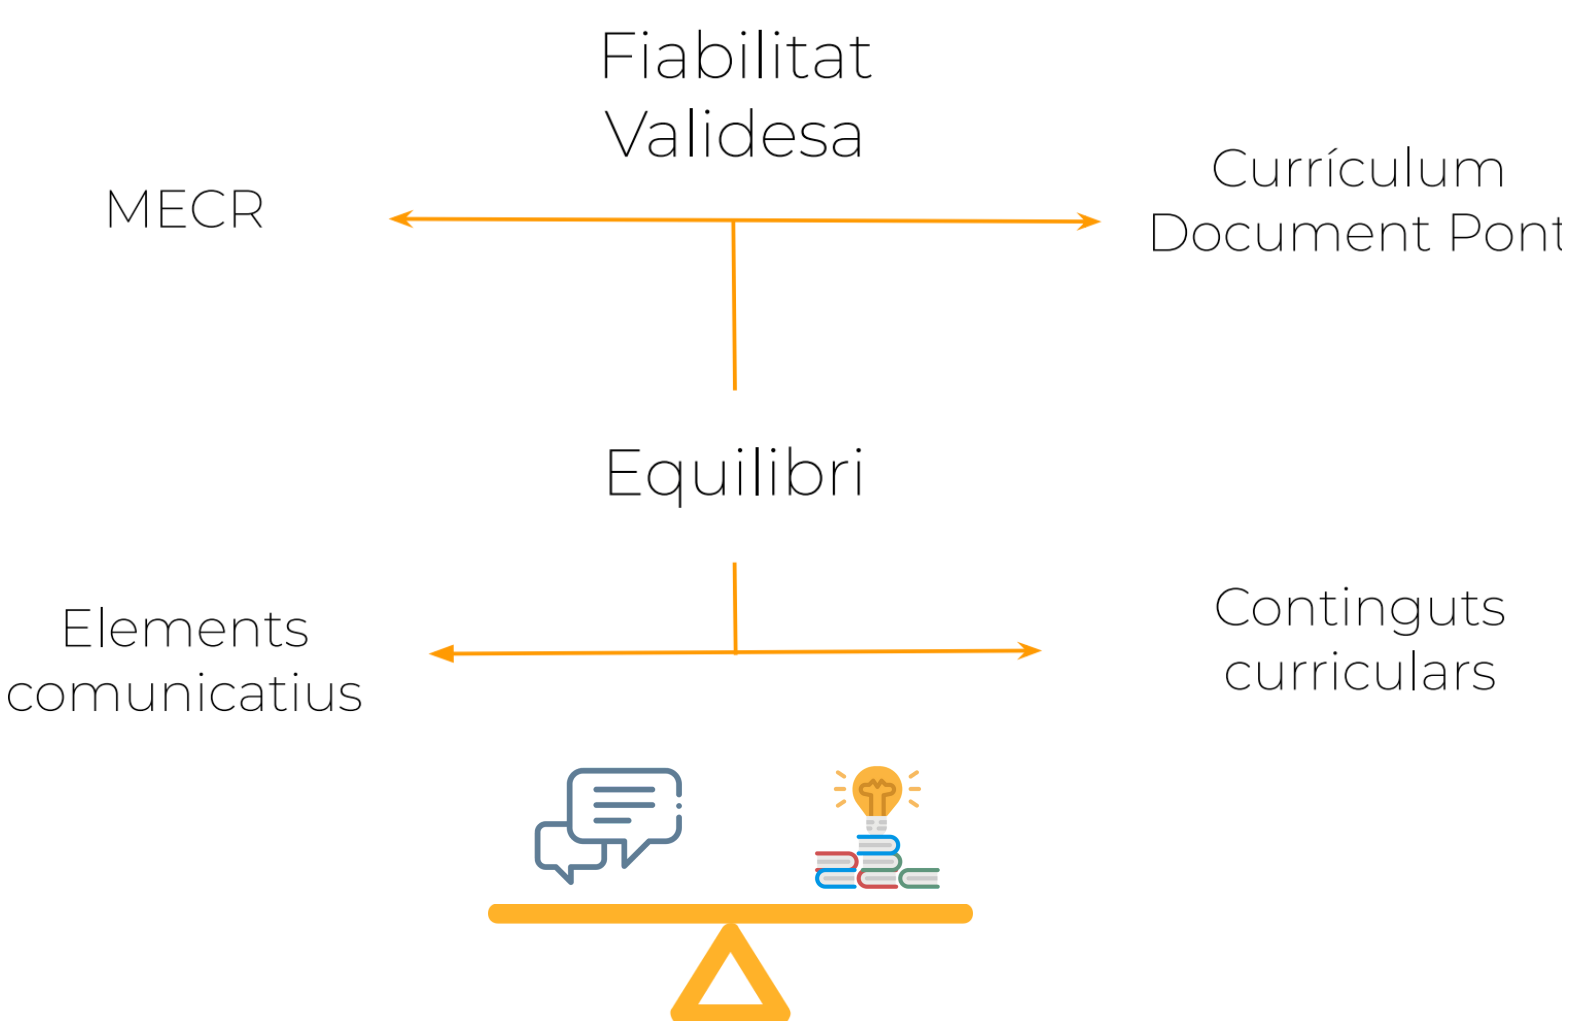 Fiabilitat
Validesa
MECR
Currículum
Document Pont
Equilibri
Elements
comunicatius
Continguts
curriculars